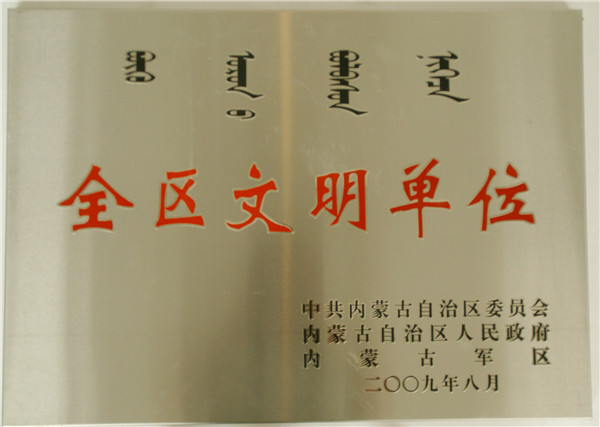 全区文明单位
中共内蒙古自治区委员会
内蒙古自治区人民政府
内蒙古军区
二〇〇九年八月